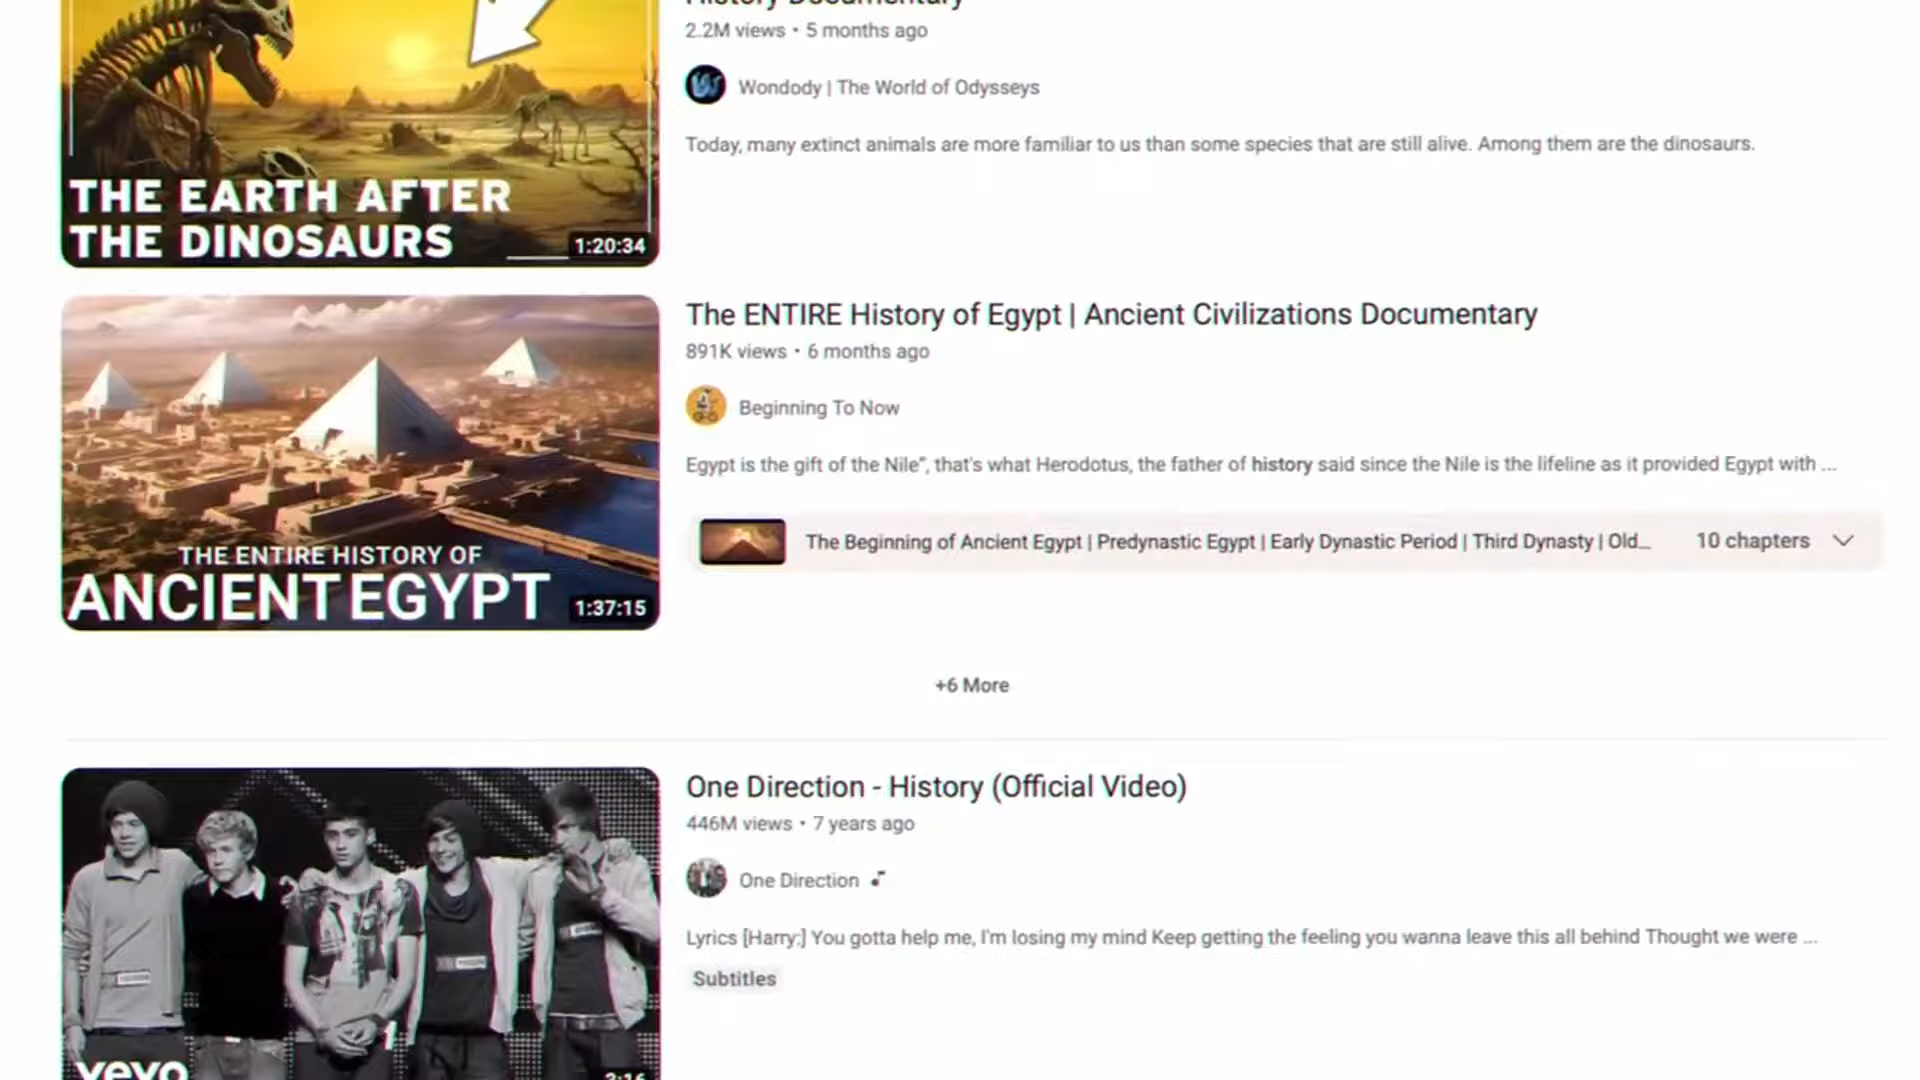 History Documentary
2.2M views • 5 months ago
Wondody | The World of Odysseys
Today, many extinct animals are more familiar to us than some species that are still alive. Among them are the dinosaurs.
THE EARTH AFTER
THE DINOSAURS
1:20:34
The ENTIRE History of Egypt | Ancient Civilizations Documentary
891K views • 6 months ago
Beginning To Now
Egypt is the gift of the Nile", that's what Herodotus, the father of history said since the Nile is the lifeline as it provided Egypt with ...
The Beginning of Ancient Egypt | Predynastic Egypt | Early Dynastic Period | Third Dynasty | Old...
10 chapters
THE ENTIRE HISTORY OF
ANCIENT EGYPT
1:37:15
+6 More
One Direction - History (Official Video)
446M views • 7 years ago
One Direction
Lyrics [Harry:] You gotta help me, I'm losing my mind Keep getting the feeling you wanna leave this all behind Thought we were ...
Subtitles
vevo
3:16